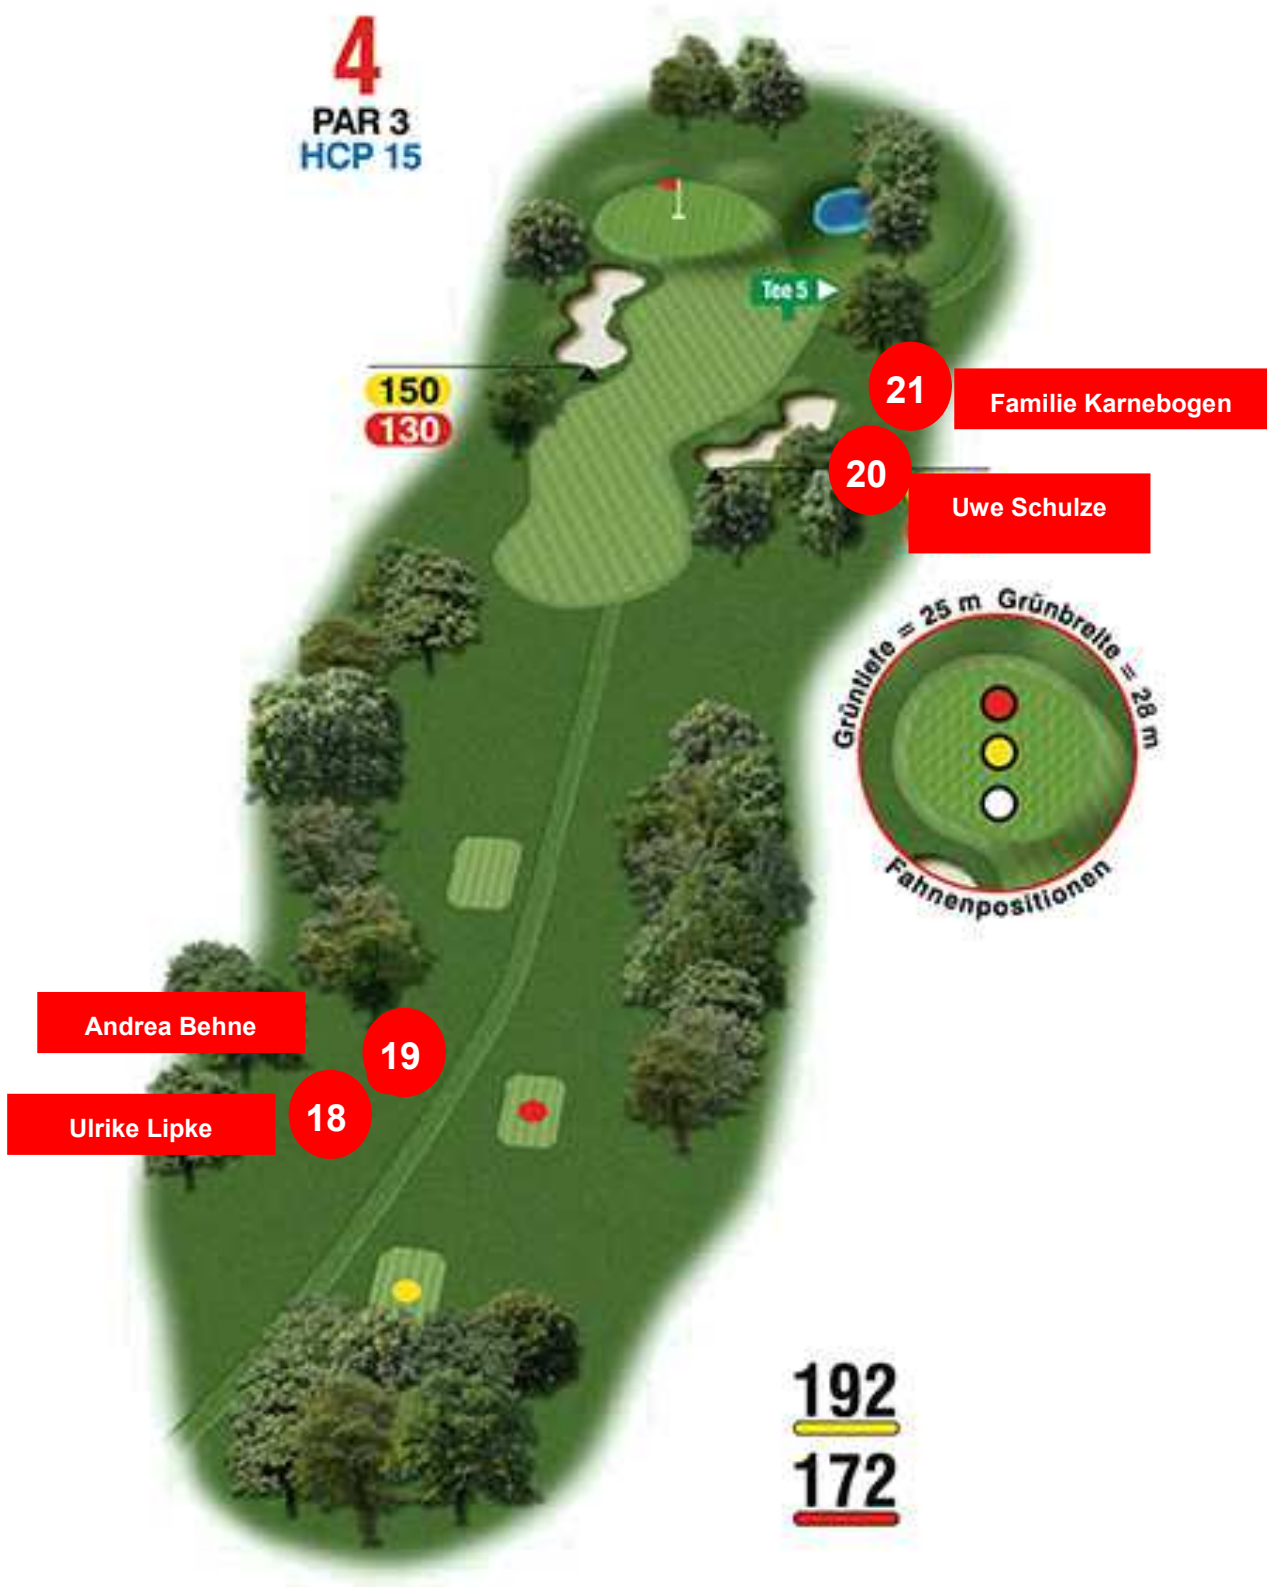 4
PAR 3
HCP 15
Tee 5
150
130
21
Familie Karnebogen
20
Uwe Schulze
Grüntiefe = 25 m Grünbreite = 28 m
Fahnenpositionen
Andrea Behne
19
Ulrike Lipke
18
192
172